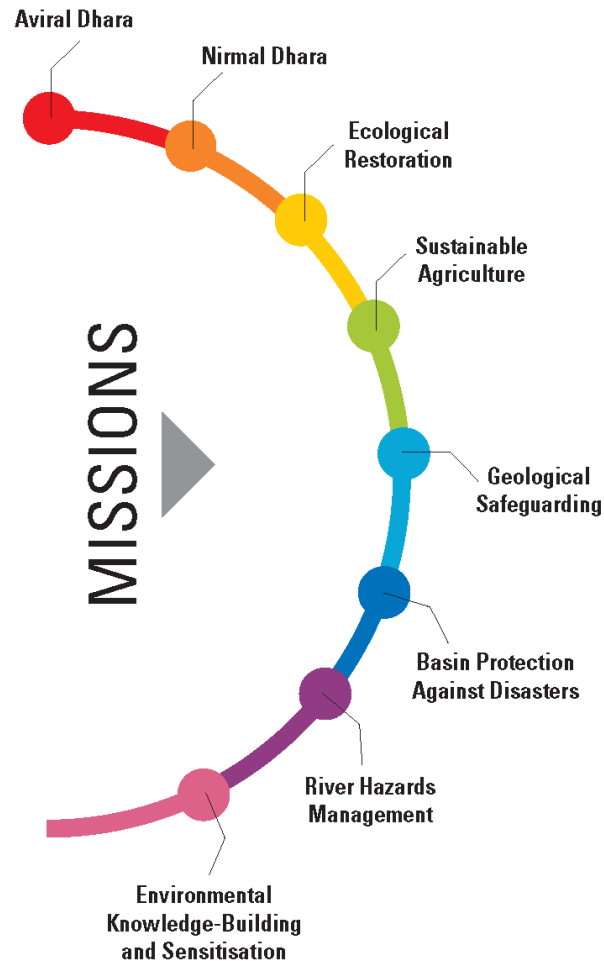 Aviral Dhara
Nirmal Dhara
Ecological
Restoration
Sustainable
Agriculture
MISSIONS
Geological
Safeguarding
Basin Protection
Against Disasters
River Hazards
Management
Environmental
Knowledge-Building
and Sensitisation